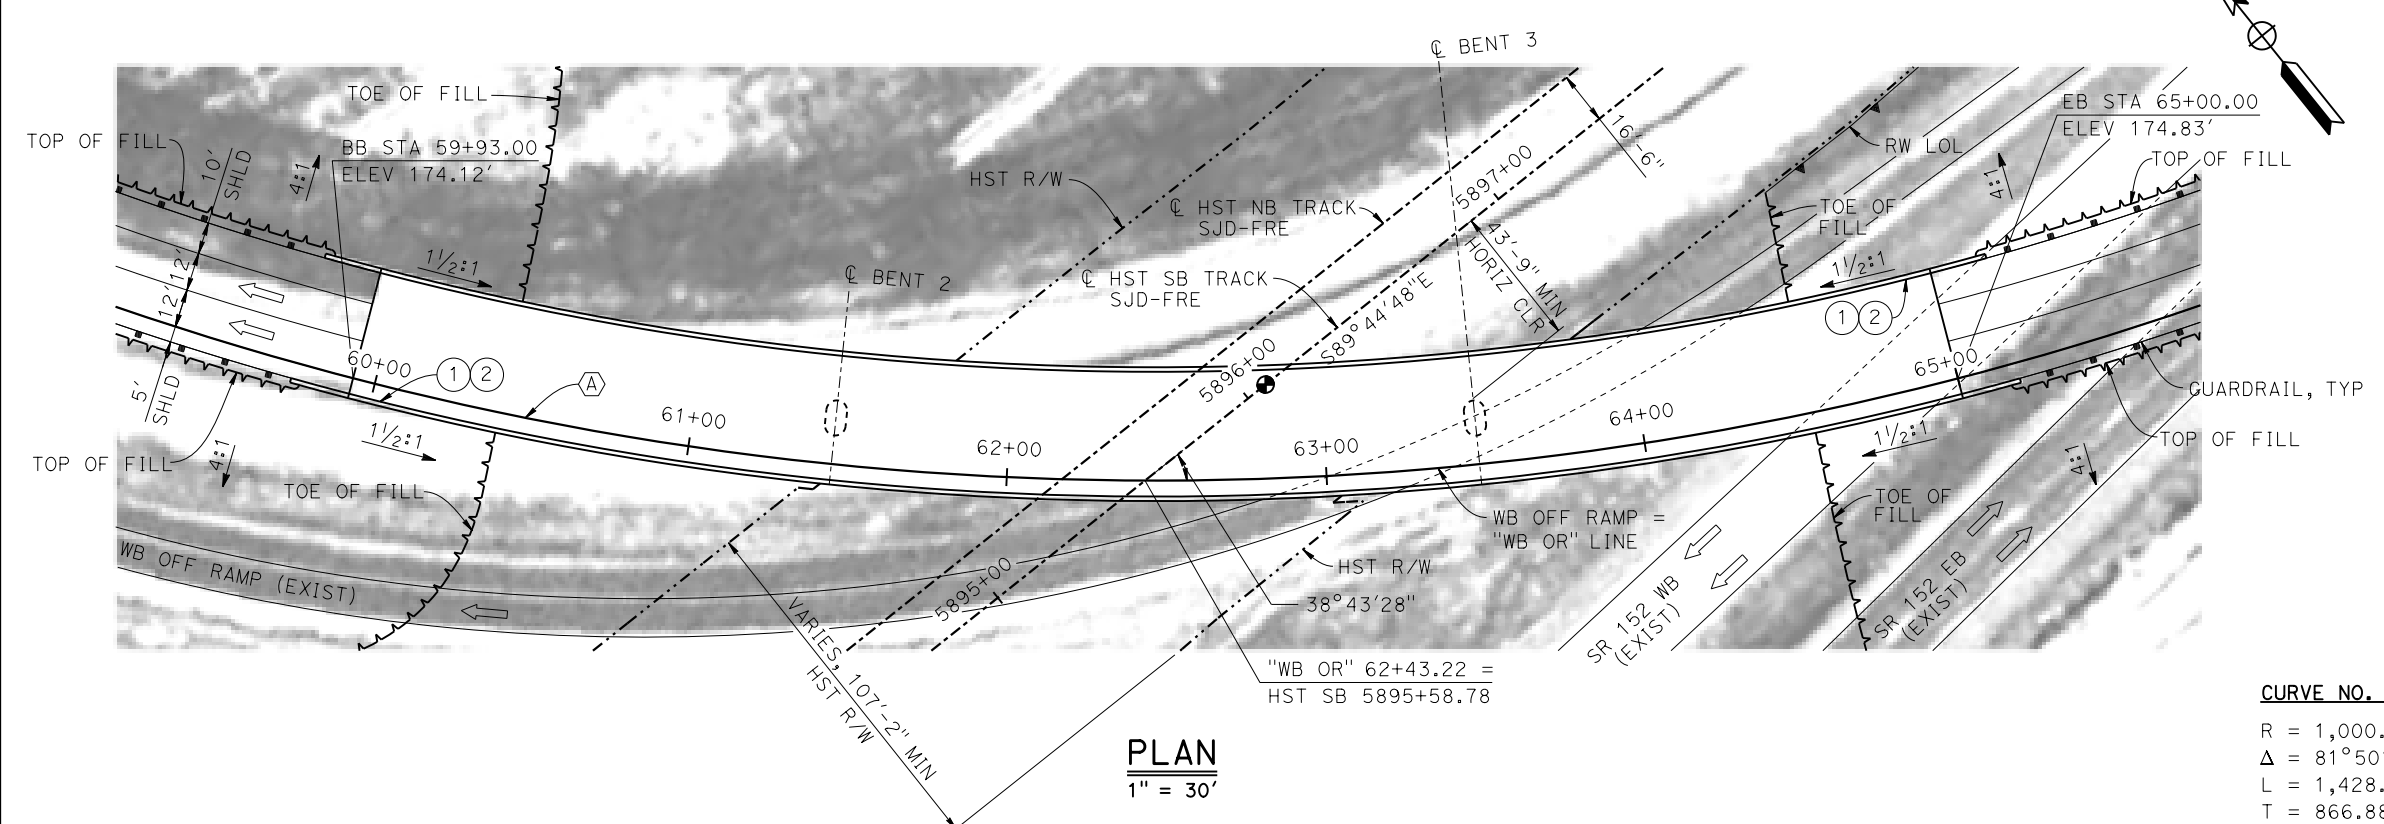 ℄ BENT 3
TOE OF FILL
TOP OF FILL
10'
SHLD
4:1
BB STA 59+93.00
ELEV 174.12'
HST R/W
℄ HST NB TRACK
SJD-FRE
5897+00
16'-6"
EB STA 65+00.00
ELEV 174.83'
RW LOL
TOP OF FILL
4:1
TOE OF
FILL
12'
12'
1½:1
℄ BENT 2
℄ HST SB TRACK
SJD-FRE
43'-9" MIN
HORIZ CLR
S89°44'48"E
1½:1
1 2
60+00
1 2
A
5896+00
65+00
5'
SHLD
61+00
62+00
63+00
64+00
GUARDRAIL, TYP
1½:1
1½:1
TOP OF FILL
4:1
TOP OF FILL
4:1
TOE OF FILL
TOE OF
FILL
WB OFF RAMP =
"WB OR" LINE
WB OFF RAMP (EXIST)
5895+00
HST R/W
38°43'28"
SR 152 WB
(EXIST)
SR 152 EB
(EXIST)
VARIES, 107'-2" MIN
HST R/W
"WB OR" 62+43.22 =
HST SB 5895+58.78
PLAN
1" = 30'
CURVE NO.
R = 1,000.
Δ = 81°50'
L = 1,428.
T = 866.88